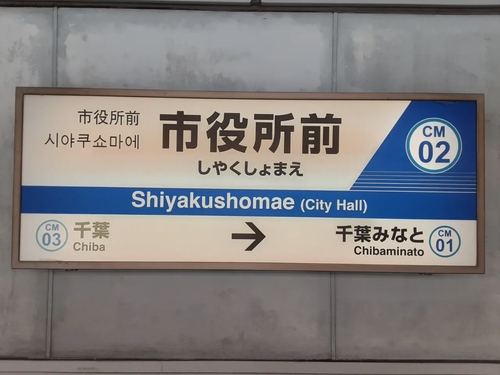 市役所前
시야쿠쇼마에
市役所前
しやくしょまえ
CM
02
Shiyakushomae (City Hall)
CM
03
千葉
Chiba
千葉みなと
Chibaminato
CM
01